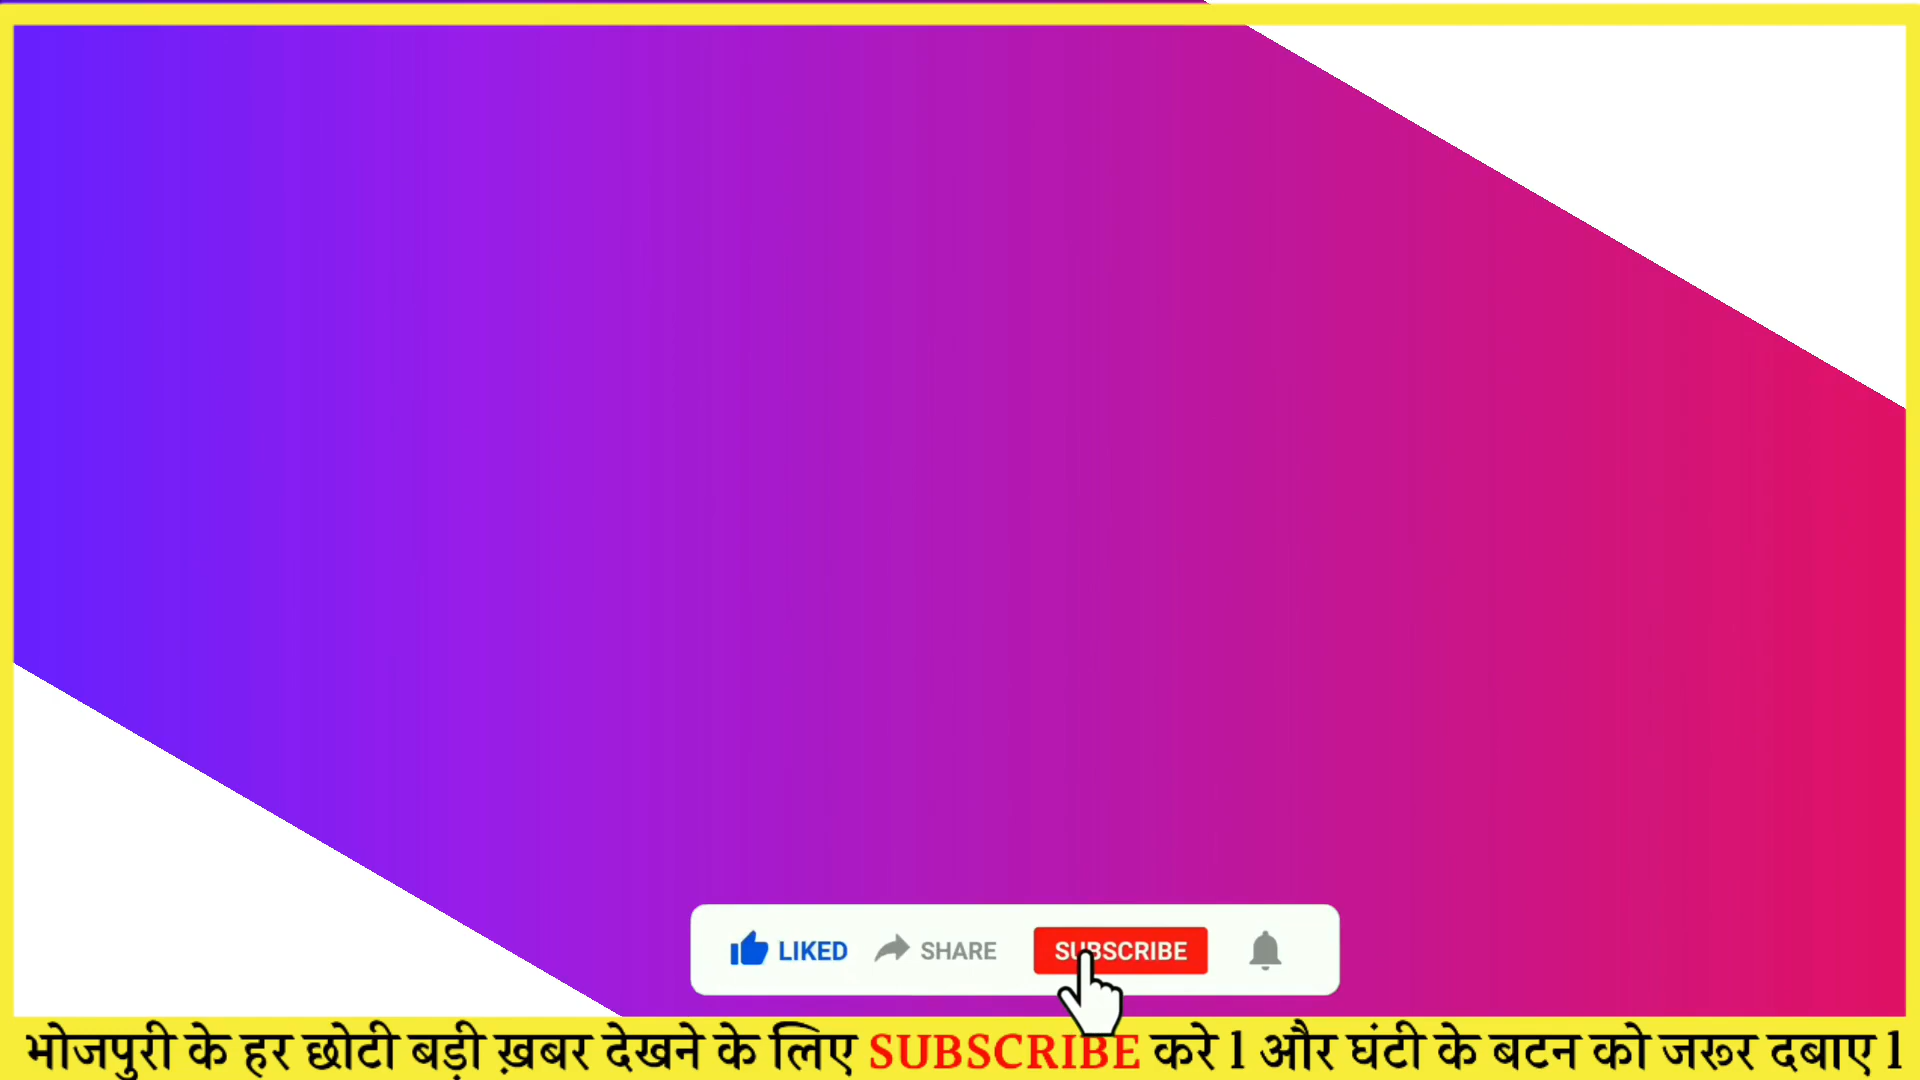 LIKED SHARE SUBSCRIBE
भोजपुरी के हर छोटी बड़ी ख़बर देखने के लिए SUBSCRIBE करे l और घंटी के बटन को जरूर दबाए l